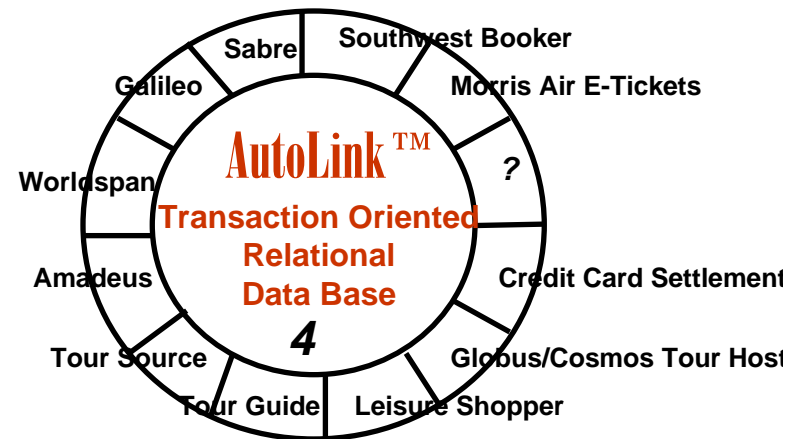 Sabre
Southwest Booker
Galileo
Morris Air E-Tickets
AutoLink ™
?
Worldspan
Transaction Oriented
Relational
Data Base
Amadeus
Credit Card Settlement
4
Tour Source
Globus/Cosmos Tour Host
Tour Guide
Leisure Shopper